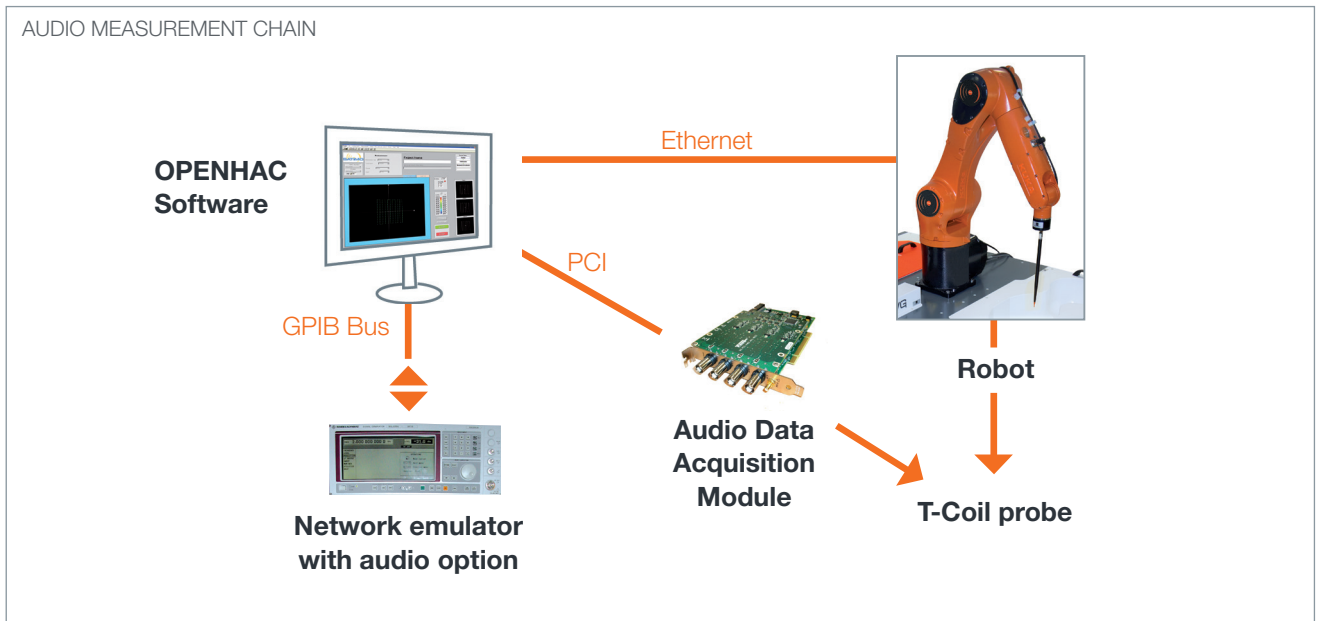 AUDIO MEASUREMENT CHAIN
OPENHAC
Software
Ethernet
PCI
GPIB Bus
Robot
Audio Data
Acquisition
Module
T-Coil probe
Network emulator
with audio option